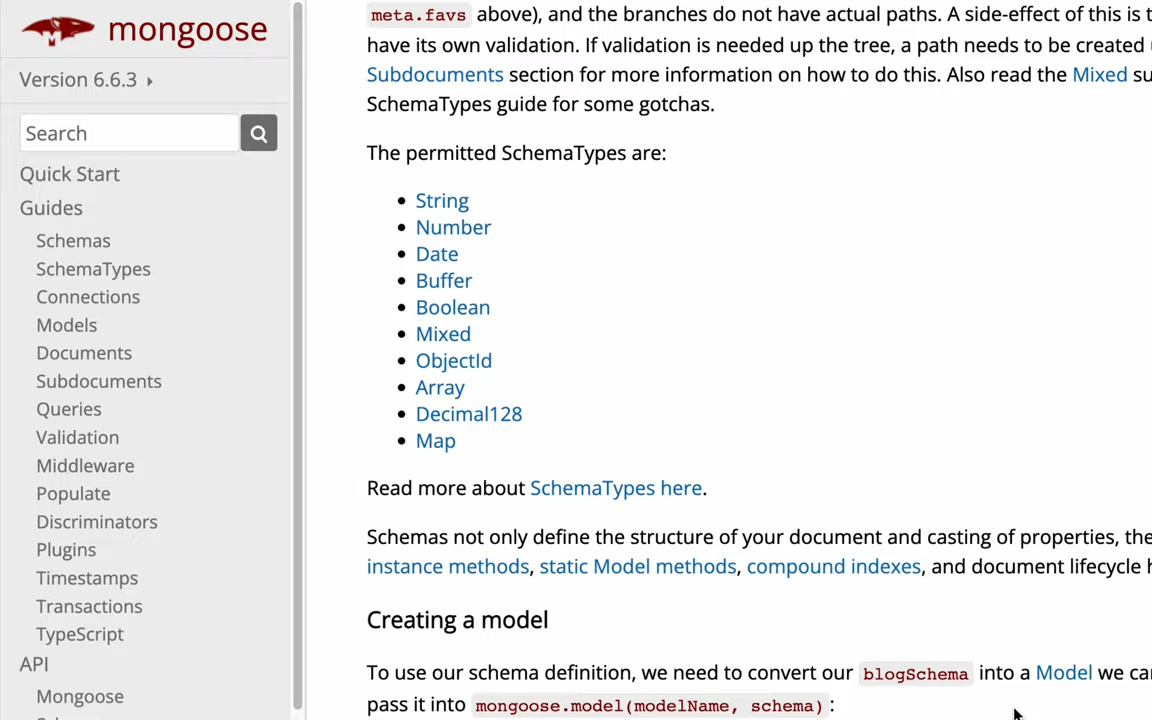 mongoose
Version 6.6.3
Search
Quick Start
Guides
Schemas
SchemaTypes
Connections
Models
Documents
Subdocuments
Queries
Validation
Middleware
Populate
Discriminators
Plugins
Timestamps
Transactions
TypeScript
API
Mongoose
meta.favs above), and the branches do not have actual paths. A side-effect of this is
have its own validation. If validation is needed up the tree, a path needs to be created
Subdocuments section for more information on how to do this. Also read the Mixed
SchemaTypes guide for some gotchas.
The permitted SchemaTypes are:
String
Number
Date
Buffer
Boolean
Mixed
ObjectId
Array
Decimal128
Map
Read more about SchemaTypes here.
Schemas not only define the structure of your document and casting of properties,
instance methods, static Model methods, compound indexes, and document lifecycle
Creating a model
To use our schema definition, we need to convert our blogSchema into a Model we
pass it into mongoose.model(modelName, schema):